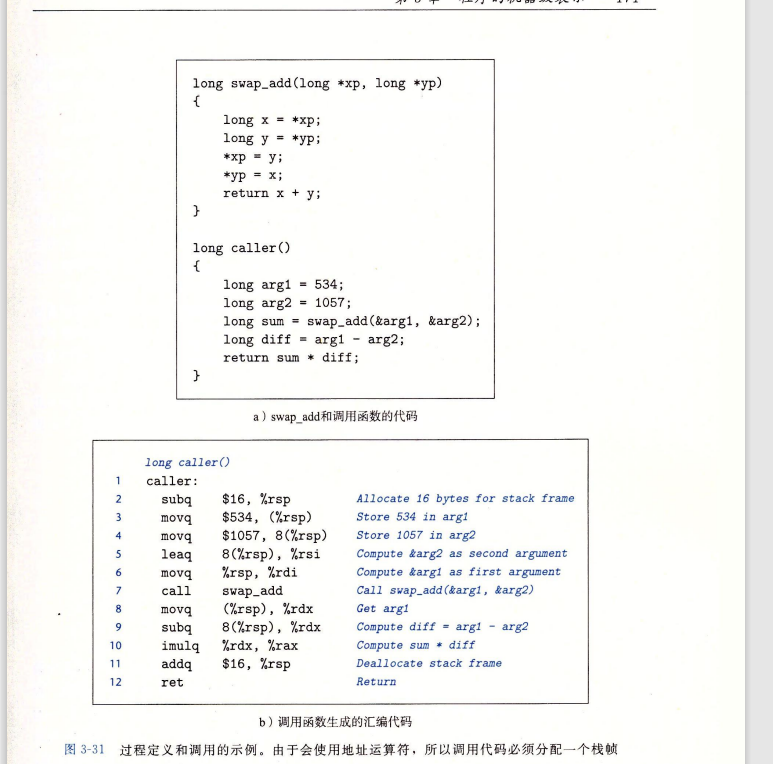 long swap_add(long *xp, long *yp)
{
    long x = *xp;
    long y = *yp;
    *xp = y;
    *yp = x;
    return x + y;
}
long caller()
{
    long arg1 = 534;
    long arg2 = 1057;
    long sum = swap_add(&arg1, &arg2);
    long diff = arg1 - arg2;
    return sum * diff;
}
a）swap_add和调用函数的代码
long caller()
1 caller:
2 subq $16, %rsp Allocate 16 bytes for stack frame
3 movq $534, (%rsp) Store 534 in arg1
4 movq $1057, 8(%rsp) Store 1057 in arg2
5 leaq 8(%rsp), %rsi Compute &arg2 as second argument
6 movq %rsp, %rdi Compute &arg1 as first argument
7 call swap_add Call swap_add(&arg1, &arg2)
8 movq (%rsp), %rdx Get arg1
9 subq 8(%rsp), %rdx Compute diff = arg1 - arg2
10 imulq %rdx, %rax Compute sum * diff
11 addq $16, %rsp Deallocate stack frame
12 ret Return
b）调用函数生成的汇编代码
图 3-31 过程定义和调用的示例。由于会使用地址运算符，所以调用代码必须分配一个栈帧